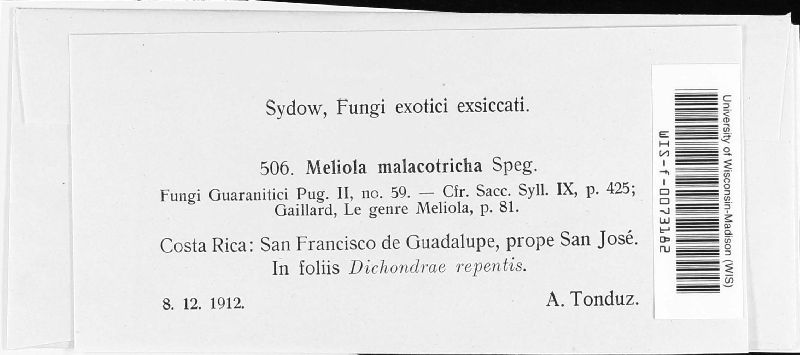 Sydow, Fungi exotici exsiccati.
506. Meliola malacotricha Speg.
Fungi Guaranitici Pug. II, no. 59. — Cfr. Sacc. Syll. IX, p. 425;
Gaillard, Le genre Meliola, p. 81.
Costa Rica: San Francisco de Guadalupe, prope San José.
In foliis Dichondrae repentis.
8. 12. 1912. A. Tonduz.
WIS-f-0073182
University of Wisconsin-Madison (WIS)